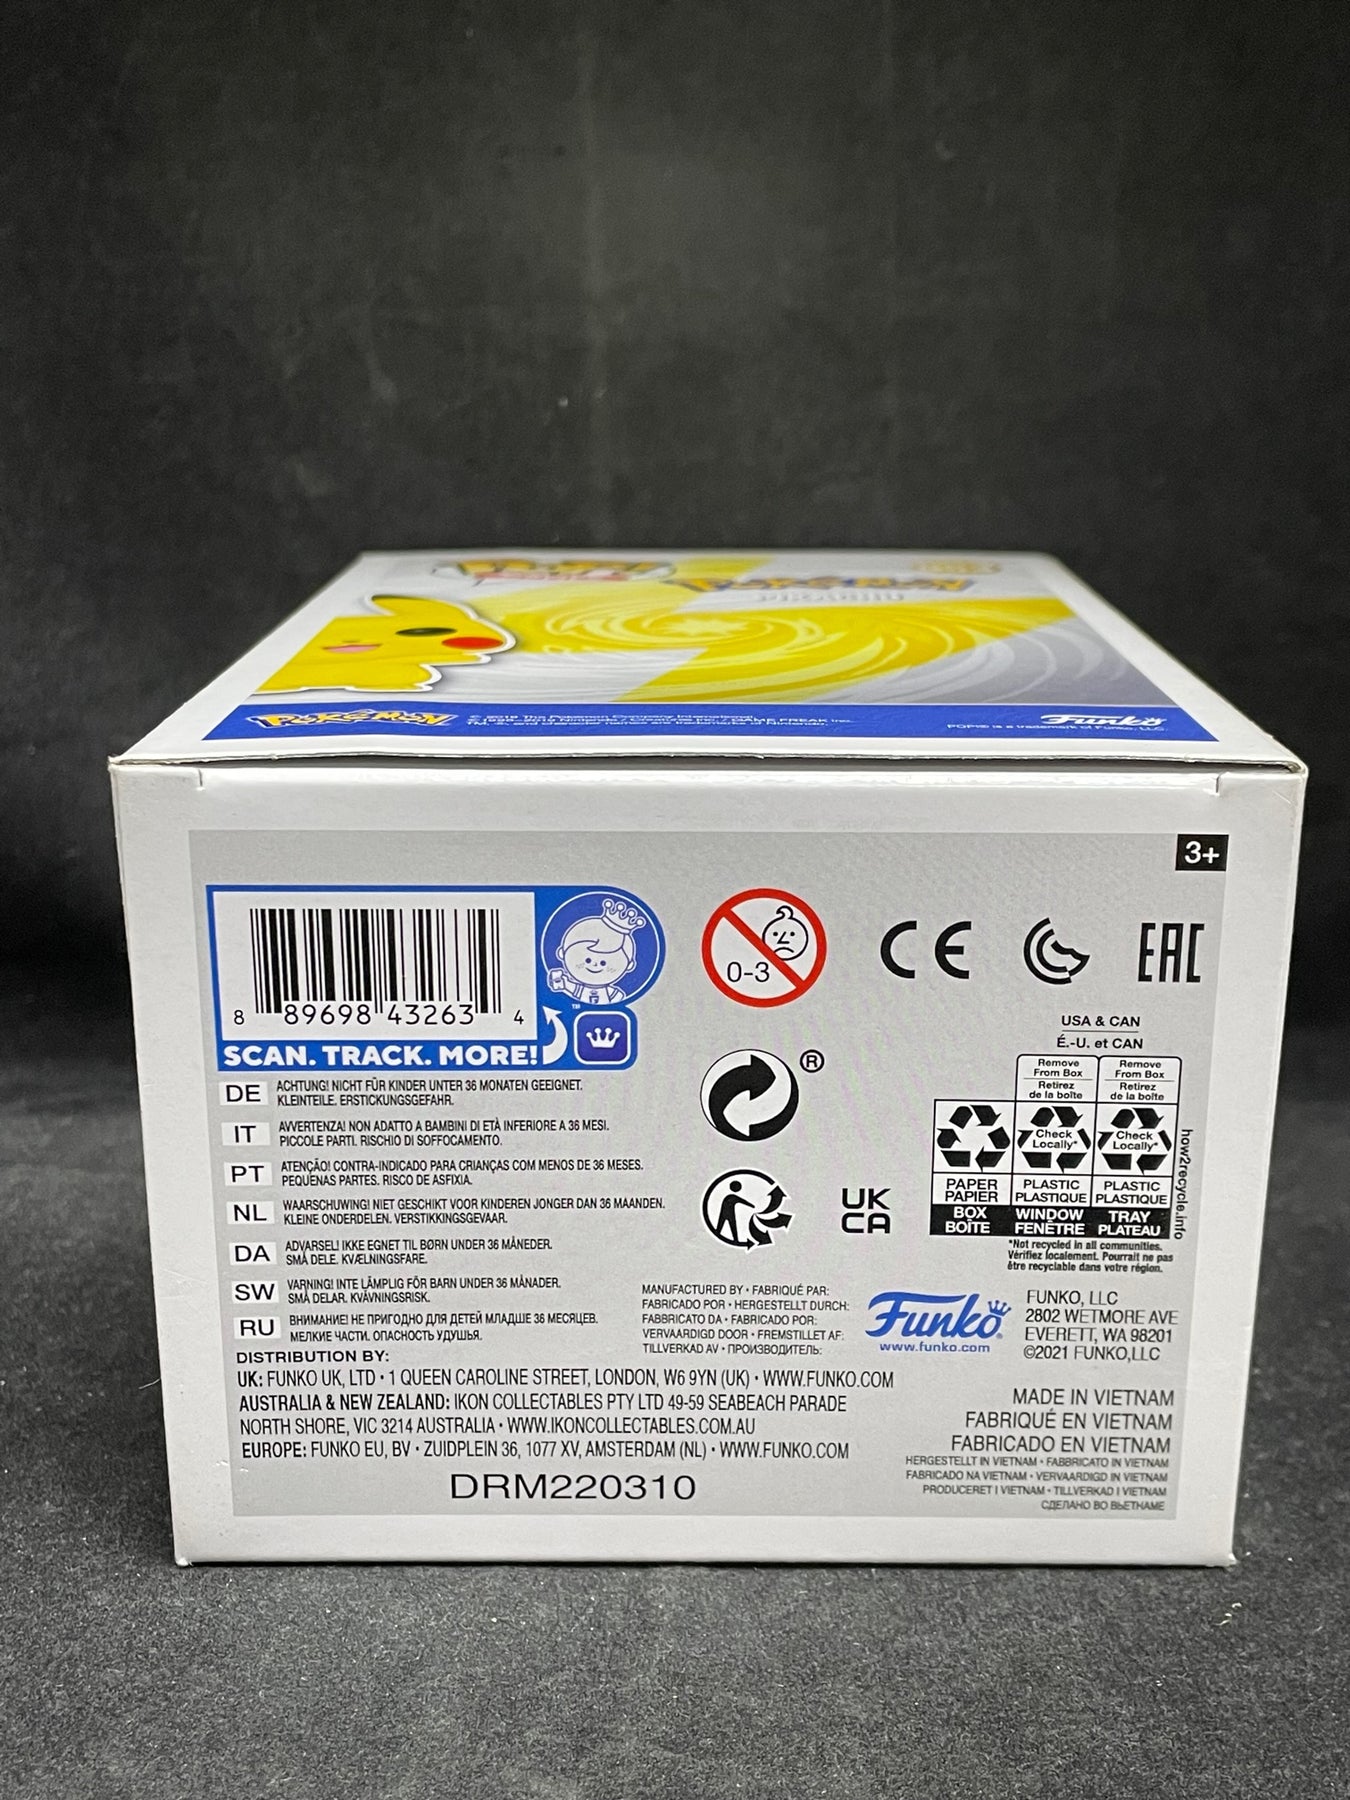 POKÉMON
POKÉMON
Funko
3+
8 89698 43263 4
SCAN. TRACK. MORE!
0-3
CE
EAC
USA & CAN
É.-U. et CAN
Remove From Box
Retirez de la boîte
Remove From Box
Retirez de la boîte
Check Locally*
Check Locally*
PAPER
PAPIER
BOX
BOÎTE
PLASTIC
PLASTIQUE
WINDOW
FENÊTRE
PLASTIC
PLASTIQUE
TRAY
PLATEAU
how2recycle.info
*Not recycled in all communities.
Vérifiez localement. Pourrait ne pas
être recyclable dans votre région.
®
UK
CA
DE ACHTUNG! NICHT FÜR KINDER UNTER 36 MONATEN GEEIGNET.
KLEINTEILE. ERSTICKUNGSGEFAHR.
IT AVVERTENZA! NON ADATTO A BAMBINI DI ETÀ INFERIORE A 36 MESI.
PICCOLE PARTI. RISCHIO DI SOFFOCAMENTO.
PT ATENÇÃO! CONTRA-INDICADO PARA CRIANÇAS COM MENOS DE 36 MESES.
PEQUENAS PARTES. RISCO DE ASFIXIA.
NL WAARSCHUWING! NIET GESCHIKT VOOR KINDEREN JONGER DAN 36 MAANDEN.
KLEINE ONDERDELEN. VERSTIKKINGSGEVAAR.
DA ADVARSEL! IKKE EGNET TIL BØRN UNDER 36 MÅNEDER.
SMÅ DELE. KVÆLNINGSFARE.
SW VARNING! INTE LÄMPLIG FÖR BARN UNDER 36 MÅNADER.
SMÅ DELAR. KVÄVNINGSRISK.
RU ВНИМАНИЕ! НЕ ПРИГОДНО ДЛЯ ДЕТЕЙ МЛАДШЕ 36 МЕСЯЦЕВ.
МЕЛКИЕ ЧАСТИ. ОПАСНОСТЬ УДУШЬЯ.
MANUFACTURED BY • FABRIQUÉ PAR:
FABRICADO POR • HERGESTELLT DURCH:
FABBRICATO DA • FABRICADO POR:
VERVAARDIGD DOOR • FREMSTILLET AF:
TILLVERKAD AV • ПРОИЗВОДИТЕЛЬ:
Funko
www.funko.com
FUNKO, LLC
2802 WETMORE AVE
EVERETT, WA 98201
©2021 FUNKO,LLC
DISTRIBUTION BY:
UK: FUNKO UK, LTD • 1 QUEEN CAROLINE STREET, LONDON, W6 9YN (UK) • WWW.FUNKO.COM
AUSTRALIA & NEW ZEALAND: IKON COLLECTABLES PTY LTD 49-59 SEABEACH PARADE
NORTH SHORE, VIC 3214 AUSTRALIA • WWW.IKONCOLLECTABLES.COM.AU
EUROPE: FUNKO EU, BV • ZUIDPLEIN 36, 1077 XV, AMSTERDAM (NL) • WWW.FUNKO.COM
DRM220310
MADE IN VIETNAM
FABRIQUÉ EN VIETNAM
FABRICADO EN VIETNAM
HERGESTELLT IN VIETNAM • FABBRICATO IN VIETNAM
FABRICADO NA VIETNAM • VERVAARDIGD IN VIETNAM
PRODUCERET I VIETNAM • TILLVERKAD I VIETNAM
СДЕЛАНО ВО ВЬЕТНАМЕ